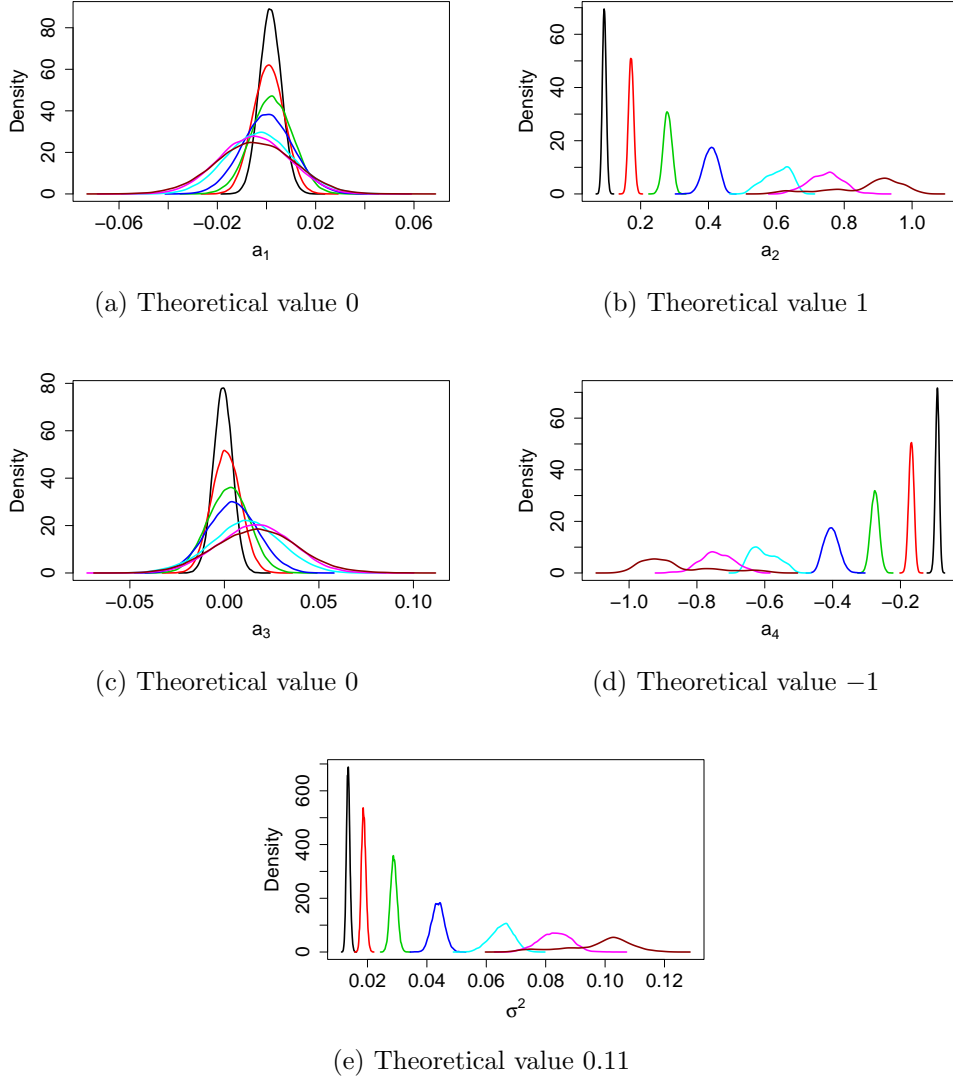 Density
0 20 40 60 80
−0.06 −0.02 0.02 0.06
a1
(a) Theoretical value 0
Density
0 20 40 60
0.2 0.4 0.6 0.8 1.0
a2
(b) Theoretical value 1
Density
0 20 40 60 80
−0.05 0.00 0.05 0.10
a3
(c) Theoretical value 0
Density
0 20 40 60
−1.0 −0.8 −0.6 −0.4 −0.2
a4
(d) Theoretical value −1
Density
0 200 400 600
0.02 0.04 0.06 0.08 0.10 0.12
σ²
(e) Theoretical value 0.11